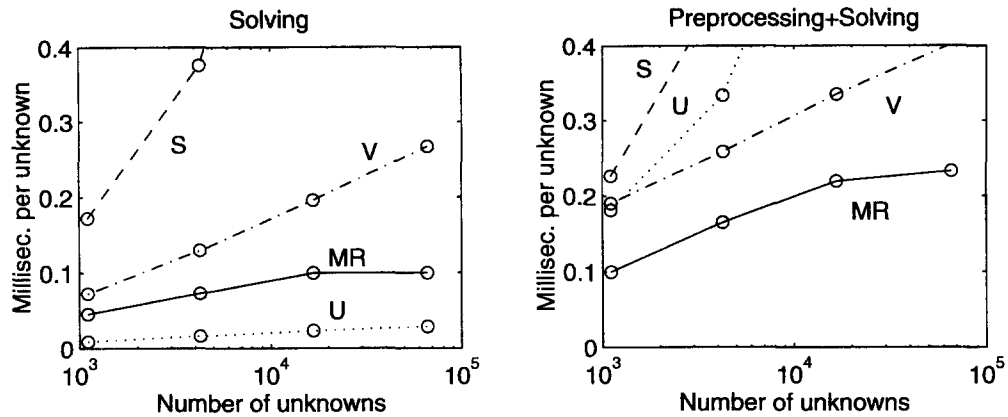 Solving
Millisec. per unknown
0.4
0.3
0.2
0.1
0
S
V
MR
U
10^3
10^4
10^5
Number of unknowns
Preprocessing+Solving
Millisec. per unknown
0.4
0.3
0.2
0.1
0
S
U
V
MR
10^3
10^4
10^5
Number of unknowns